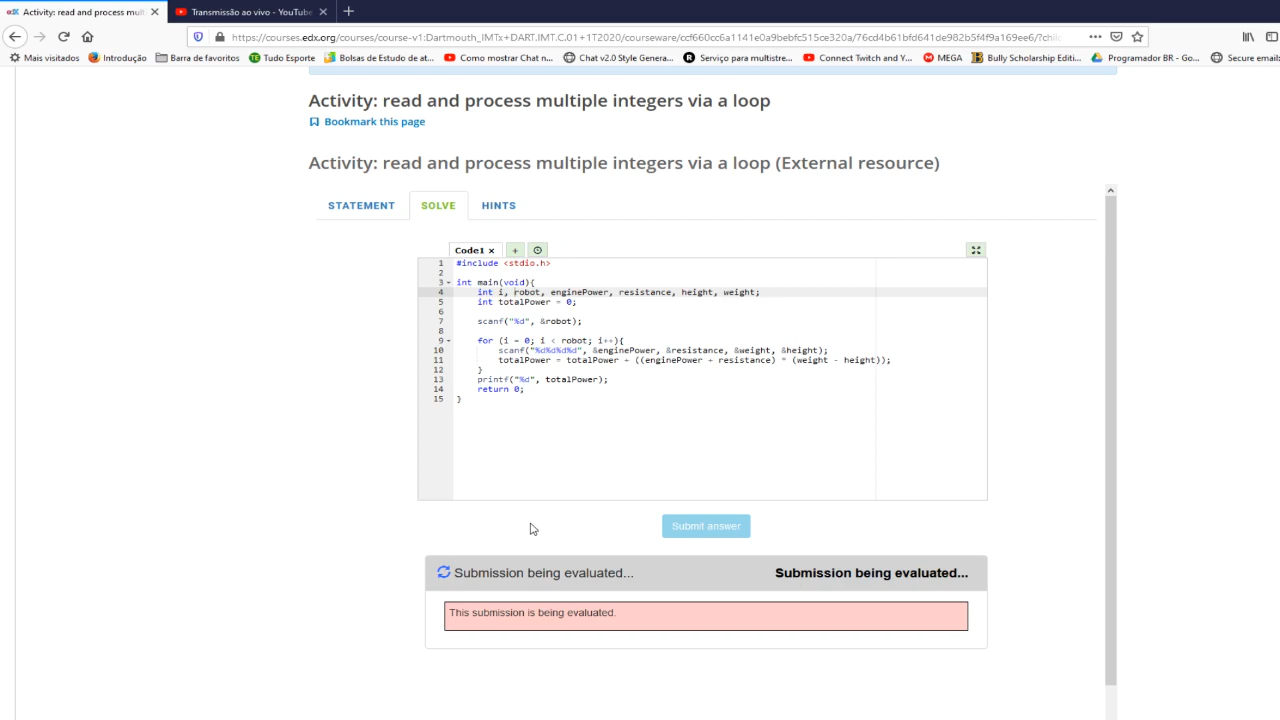 Activity: read and process mul
Transmissão ao vivo - YouTube
https://courses.edx.org/courses/course-v1:Dartmouth_IMTx+DART.IMT.C.01+1T2020/courseware/ccf660cc6a1141e0a9bebfc515ce320a/76cd4b61bfd641de982b5f4f9a169ee6/?chil
Mais visitados
Introdução
Barra de favoritos
Tudo Esporte
Bolsas de Estudo de at...
Como mostrar Chat n...
Chat v2.0 Style Genera...
Serviço para multistre...
Connect Twitch and Y...
MEGA
Bully Scholarship Editi...
Programador BR - Go...
Secure emails
Activity: read and process multiple integers via a loop
Bookmark this page
Activity: read and process multiple integers via a loop (External resource)
STATEMENT
SOLVE
HINTS
Code1 ×
+
1 #include <stdio.h>
2
3 int main(void){
4 int i, robot, enginePower, resistance, height, weight;
5 int totalPower = 0;
6
7 scanf("%d", &robot);
8
9 for (i = 0; i < robot; i++){
10 scanf("%d%d%d%d", &enginePower, &resistance, &weight, &height);
11 totalPower = totalPower + ((enginePower + resistance) * (weight - height));
12 }
13 printf("%d", totalPower);
14 return 0;
15 }
Submit answer
Submission being evaluated...
Submission being evaluated...
This submission is being evaluated.